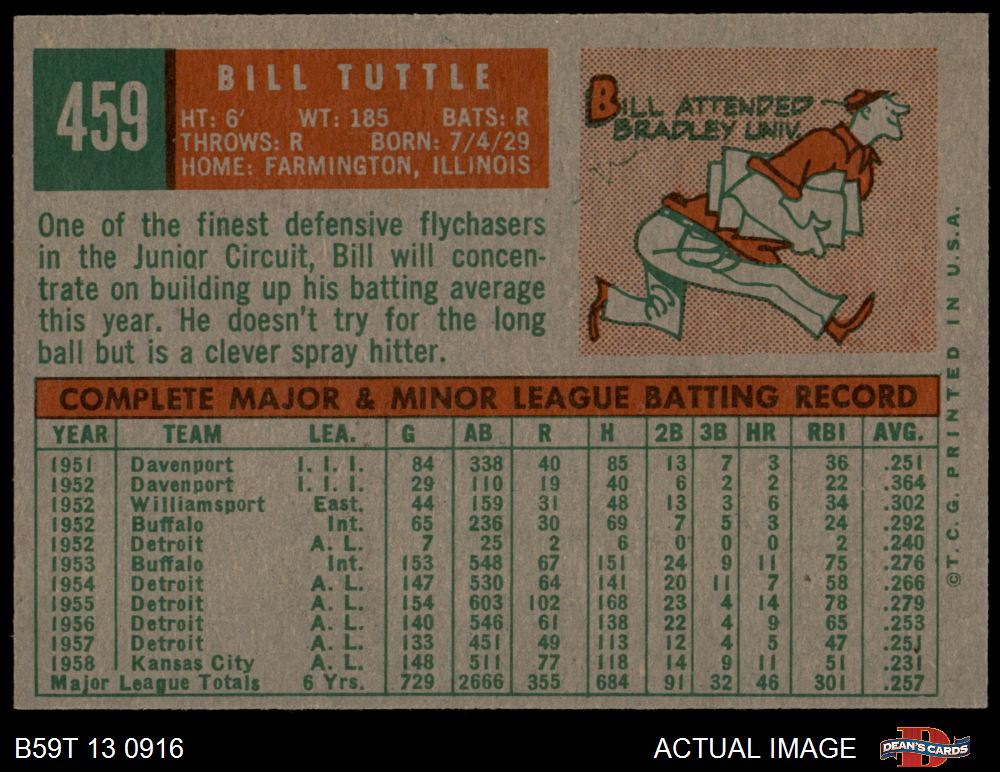 459
BILL TUTTLE
HT: 6' WT: 185 BATS: R
THROWS: R BORN: 7/4/29
HOME: FARMINGTON, ILLINOIS
One of the finest defensive flychasers
in the Junior Circuit, Bill will concen-
trate on building up his batting average
this year. He doesn't try for the long
ball but is a clever spray hitter.
BILL ATTENDED
BRADLEY UNIV.
COMPLETE MAJOR & MINOR LEAGUE BATTING RECORD
YEAR TEAM LEA. G AB R H 2B 3B HR RBI AVG.
1951 Davenport I. I. I. 84 338 40 85 13 7 3 36 .251
1952 Davenport I. I. I. 29 110 19 40 6 2 2 22 .364
1952 Williamsport East. 44 159 31 48 13 3 6 34 .302
1952 Buffalo Int. 65 236 30 69 7 5 3 24 .292
1952 Detroit A. L. 7 25 2 6 0 0 0 2 .240
1953 Buffalo Int. 153 548 67 151 24 9 11 75 .276
1954 Detroit A. L. 147 530 64 141 20 11 7 58 .266
1955 Detroit A. L. 154 603 102 168 23 4 14 78 .279
1956 Detroit A. L. 140 546 61 138 22 4 9 65 .253
1957 Detroit A. L. 133 451 49 113 12 4 5 47 .251
1958 Kansas City A. L. 148 511 77 118 14 9 11 51 .231
Major League Totals 6 Yrs. 729 2666 355 684 91 32 46 301 .257
©T. C. G. PRINTED IN U.S.A.
B59T 13 0916
ACTUAL IMAGE
D
DEAN'S CARDS